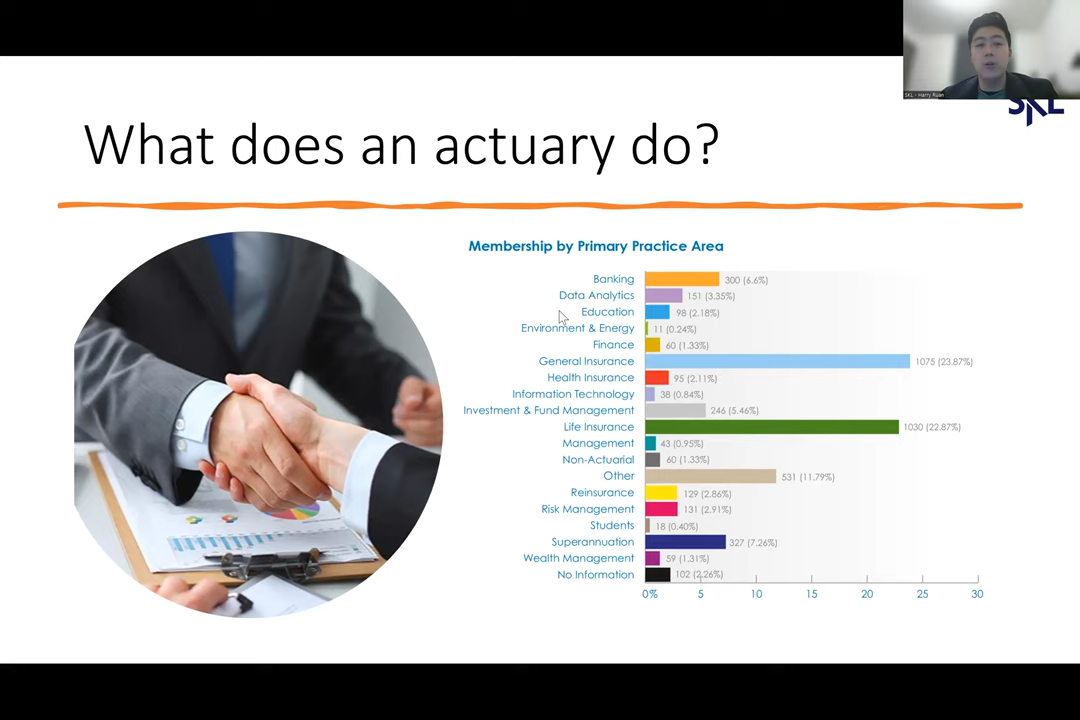 SKL - Harry Ruan
SKL
What does an actuary do?
Membership by Primary Practice Area
Banking 300 (6.6%)
Data Analytics 151 (3.35%)
Education 98 (2.18%)
Environment & Energy 11 (0.24%)
Finance 60 (1.33%)
General Insurance 1075 (23.87%)
Health Insurance 95 (2.11%)
Information Technology 38 (0.84%)
Investment & Fund Management 246 (5.46%)
Life Insurance 1030 (22.87%)
Management 43 (0.95%)
Non-Actuarial 60 (1.33%)
Other 531 (11.79%)
Reinsurance 129 (2.86%)
Risk Management 131 (2.91%)
Students 18 (0.40%)
Superannuation 327 (7.26%)
Wealth Management 59 (1.31%)
No Information 102 (2.26%)
0% 5 10 15 20 25 30